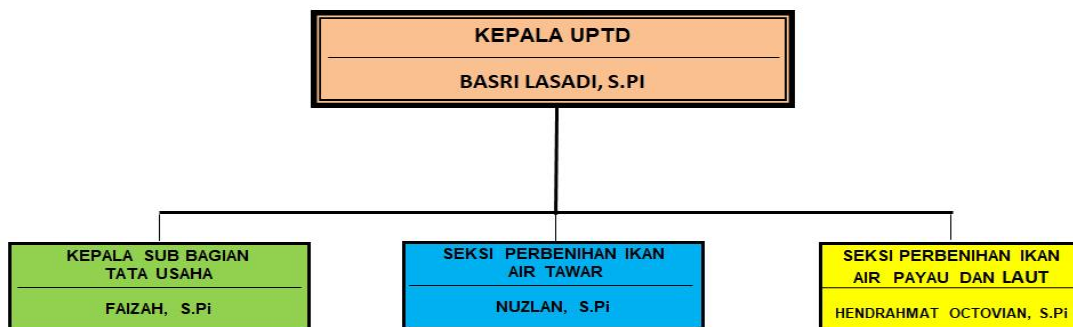 KEPALA UPTD
BASRI LASADI, S.PI
KEPALA SUB BAGIAN
TATA USAHA
FAIZAH, S.Pi
SEKSI PERBENIHAN IKAN
AIR TAWAR
NUZLAN, S.Pi
SEKSI PERBENIHAN IKAN
AIR PAYAU DAN LAUT
HENDRAHMAT OCTOVIAN, S.Pi